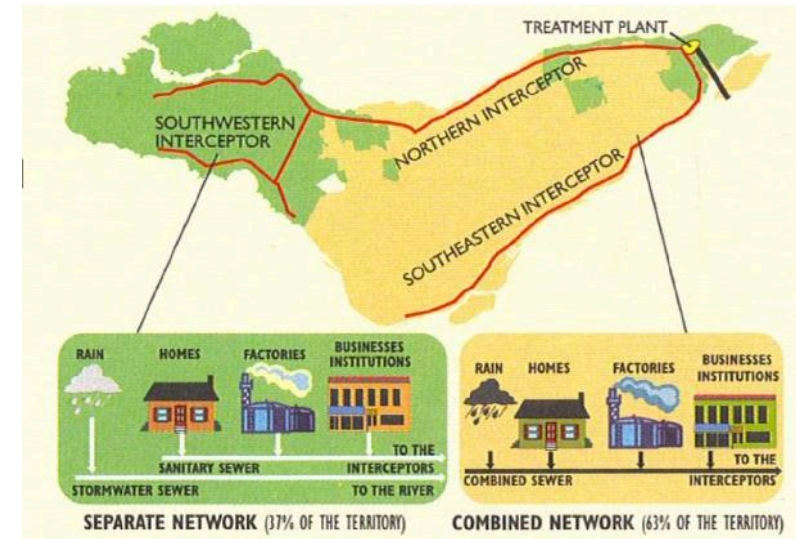 TREATMENT PLANT
SOUTHWESTERN
INTERCEPTOR
NORTHERN INTERCEPTOR
SOUTHEASTERN INTERCEPTOR
RAIN
HOMES
FACTORIES
BUSINESSES
INSTITUTIONS
TO THE
SANITARY SEWER
INTERCEPTORS
STORMWATER SEWER
TO THE RIVER
SEPARATE NETWORK (37% OF THE TERRITORY)
RAIN
HOMES
FACTORIES
BUSINESSES
INSTITUTIONS
TO THE
COMBINED SEWER
INTERCEPTORS
COMBINED NETWORK (63% OF THE TERRITORY)